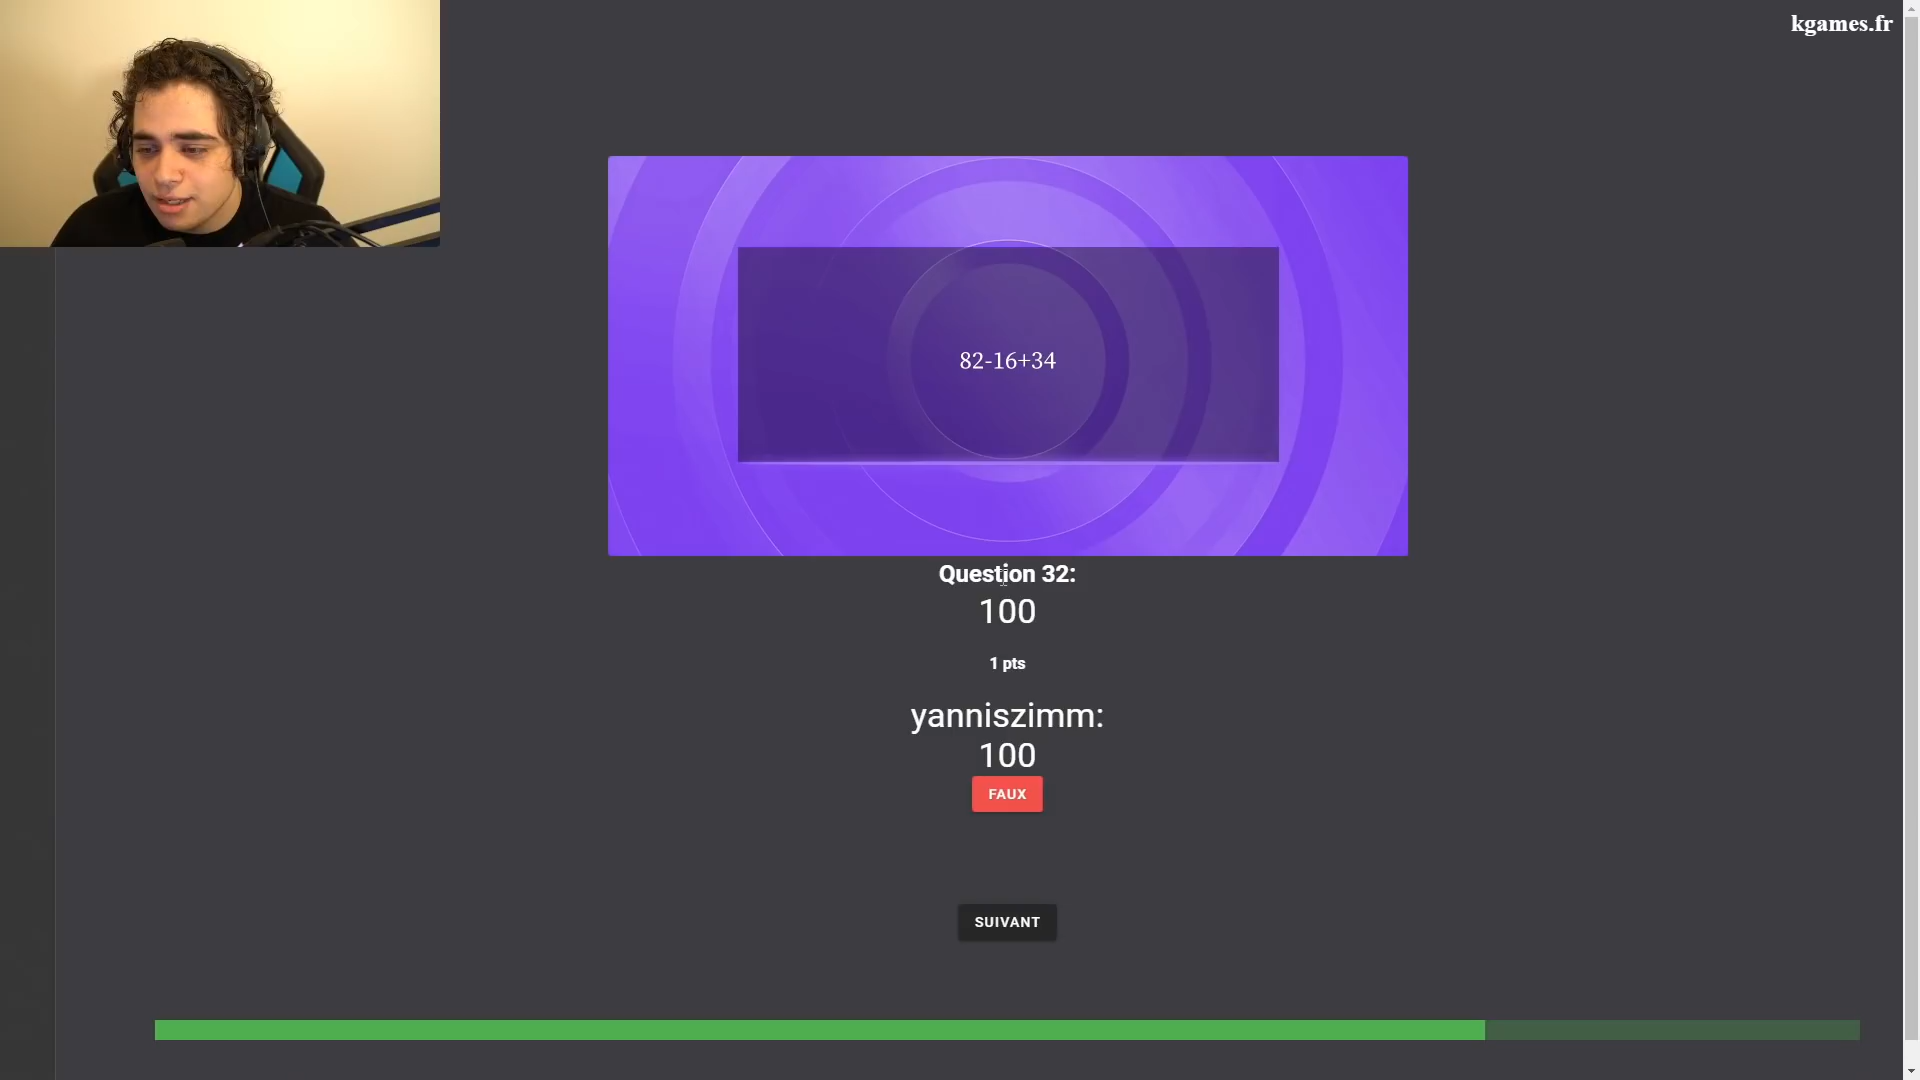 kgames.fr
82-16+34
Question 32:
100
1 pts
yanniszimm:
100
FAUX
SUIVANT